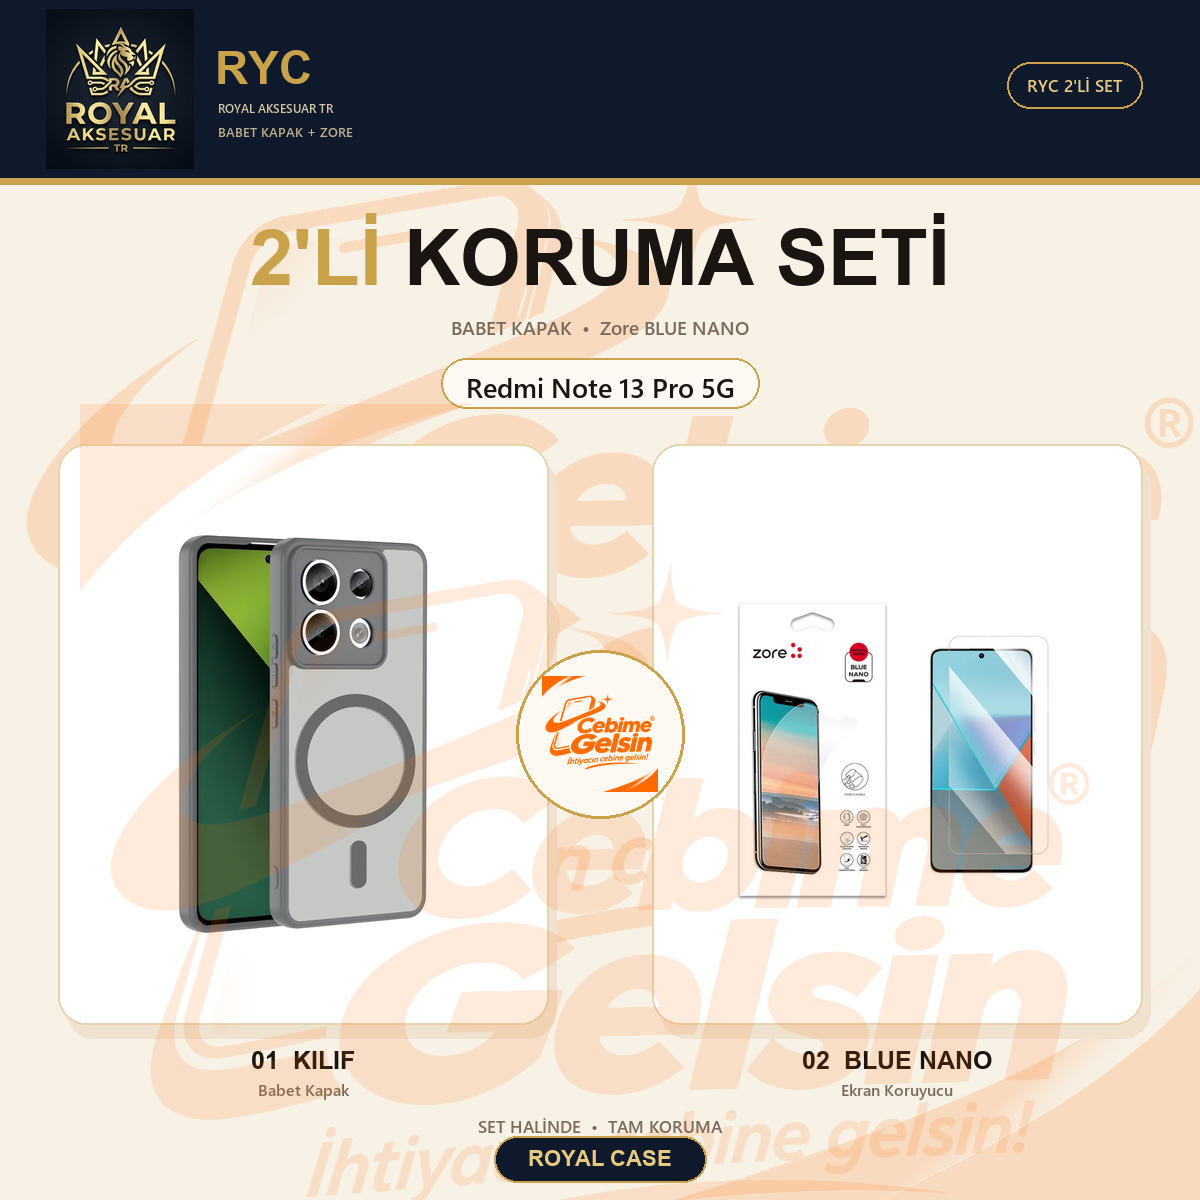 ROYAL
AKSESUAR
TR
RYC
ROYAL AKSESUAR TR
BABET KAPAK + ZORE
RYC 2'Lİ SET
2'Lİ KORUMA SETİ
BABET KAPAK • Zore BLUE NANO
Redmi Note 13 Pro 5G
zore
BLUE
NANO
Cebime®
Gelsin
İhtiyacın cebine gelsin!
Cebime®
Gelsin
01 KILIF
Babet Kapak
02 BLUE NANO
Ekran Koruyucu
SET HALİNDE • TAM KORUMA
ROYAL CASE